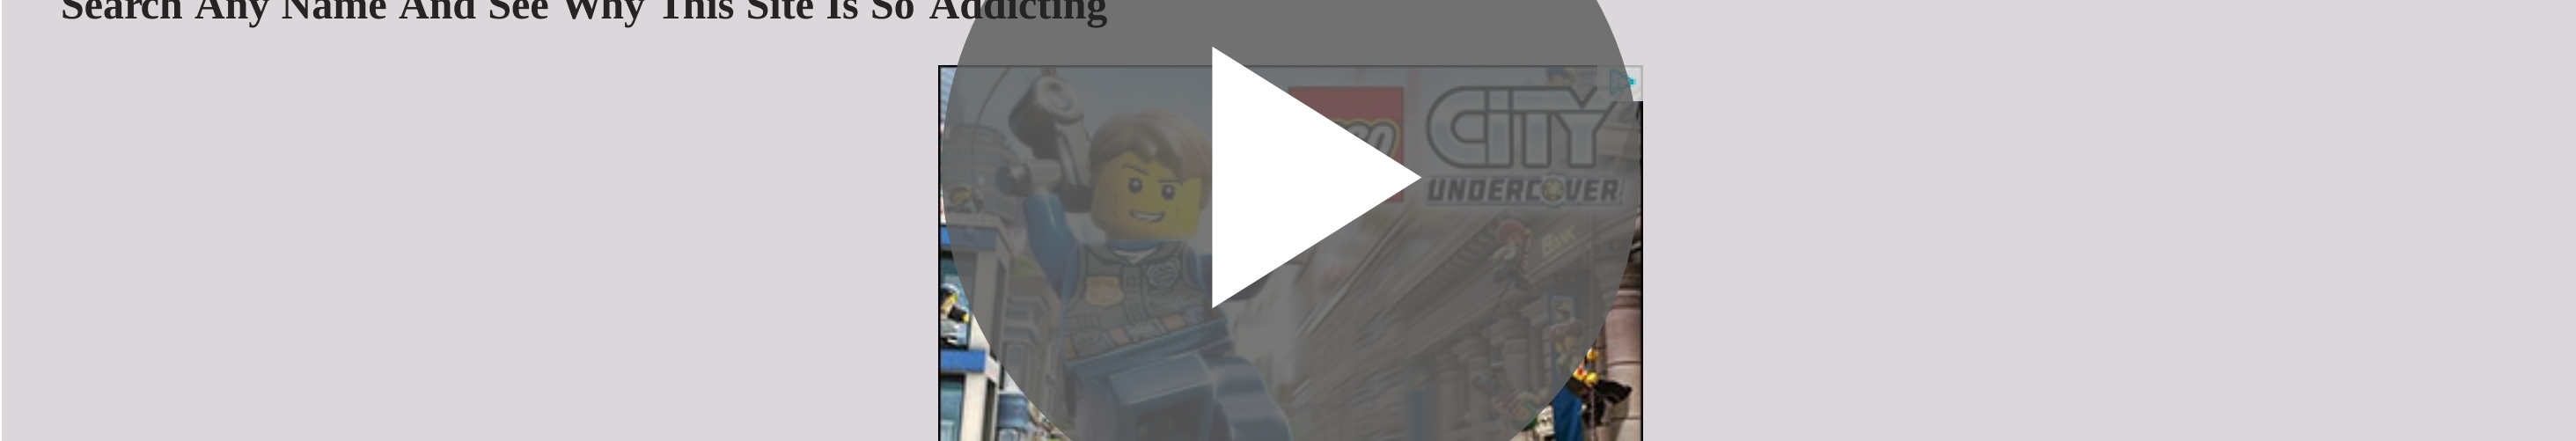 Search Any Name And See Why This Site Is So Addicting
CITY
UNDERCOVER